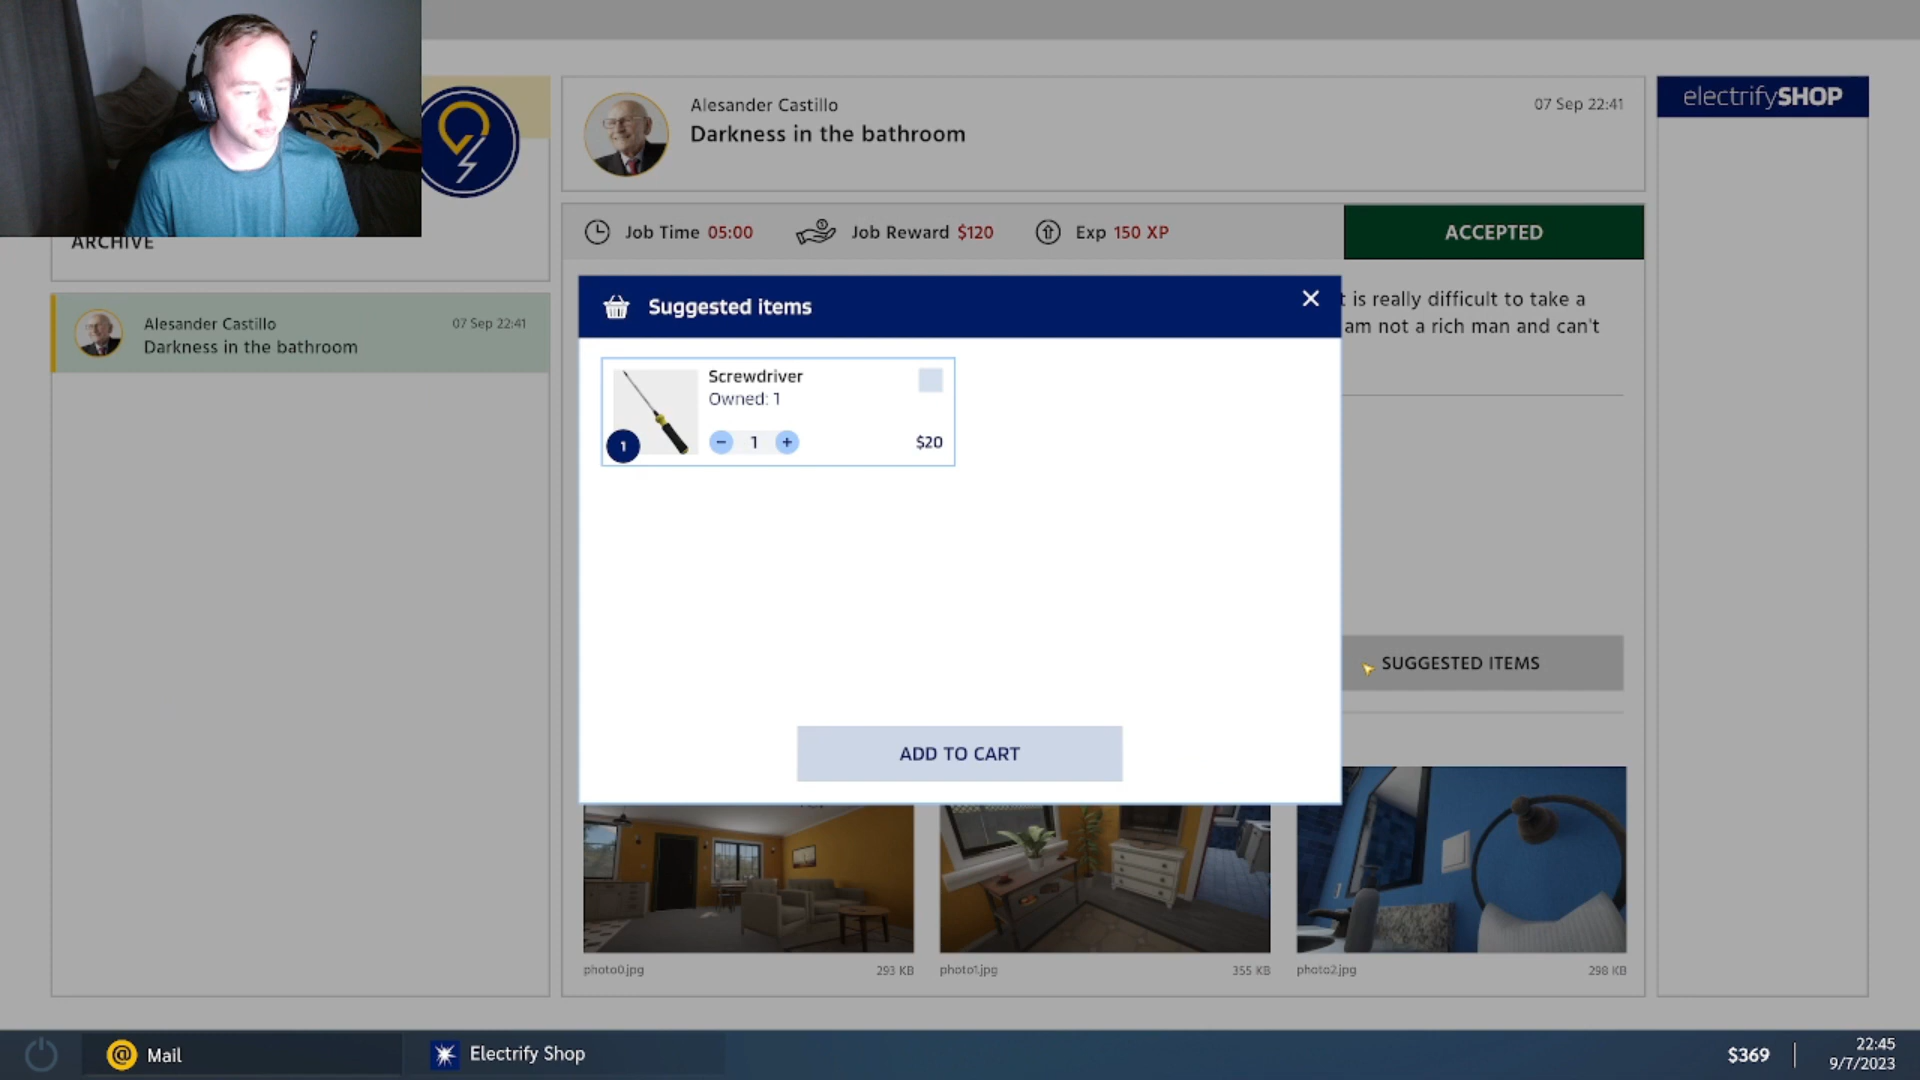 electrifySHOP
Alesander Castillo
07 Sep 22:41
Darkness in the bathroom
ARCHIVE
Job Time 05:00
Job Reward $120
Exp 150 XP
ACCEPTED
Alesander Castillo
07 Sep 22:41
Darkness in the bathroom
Suggested items
is really difficult to take a
am not a rich man and can't
Screwdriver
Owned: 1
1
− 1 +
$20
SUGGESTED ITEMS
ADD TO CART
photo0.jpg
293 KB
photo1.jpg
355 KB
photo2.jpg
298 KB
@ Mail
Electrify Shop
$369
22:45
9/7/2023